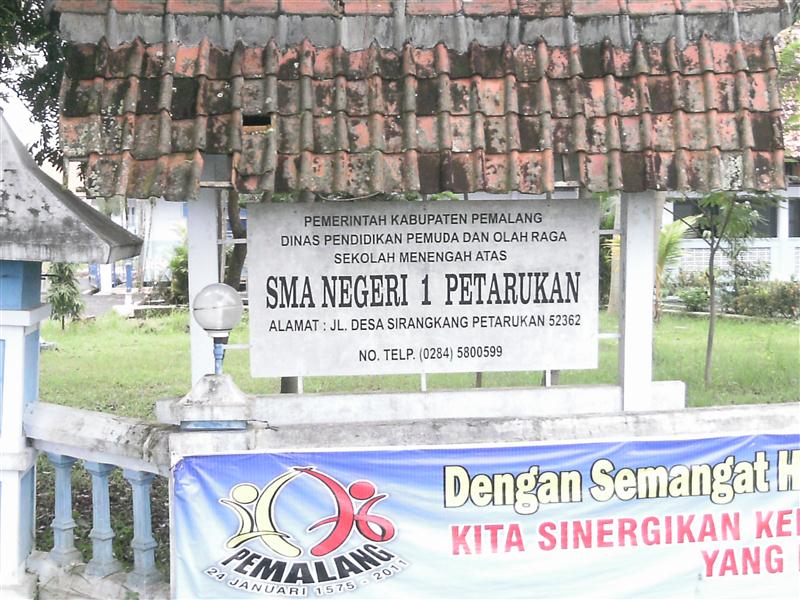 PEMERINTAH KABUPATEN PEMALANG
DINAS PENDIDIKAN PEMUDA DAN OLAH RAGA
SEKOLAH MENENGAH ATAS
SMA NEGERI 1 PETARUKAN
ALAMAT : JL. DESA SIRANGKANG PETARUKAN 52362
NO. TELP. (0284) 5800599
Dengan Semangat H
KITA SINERGIKAN KE
YANG
PEMALANG
24 JANUARI 1575 - 2011